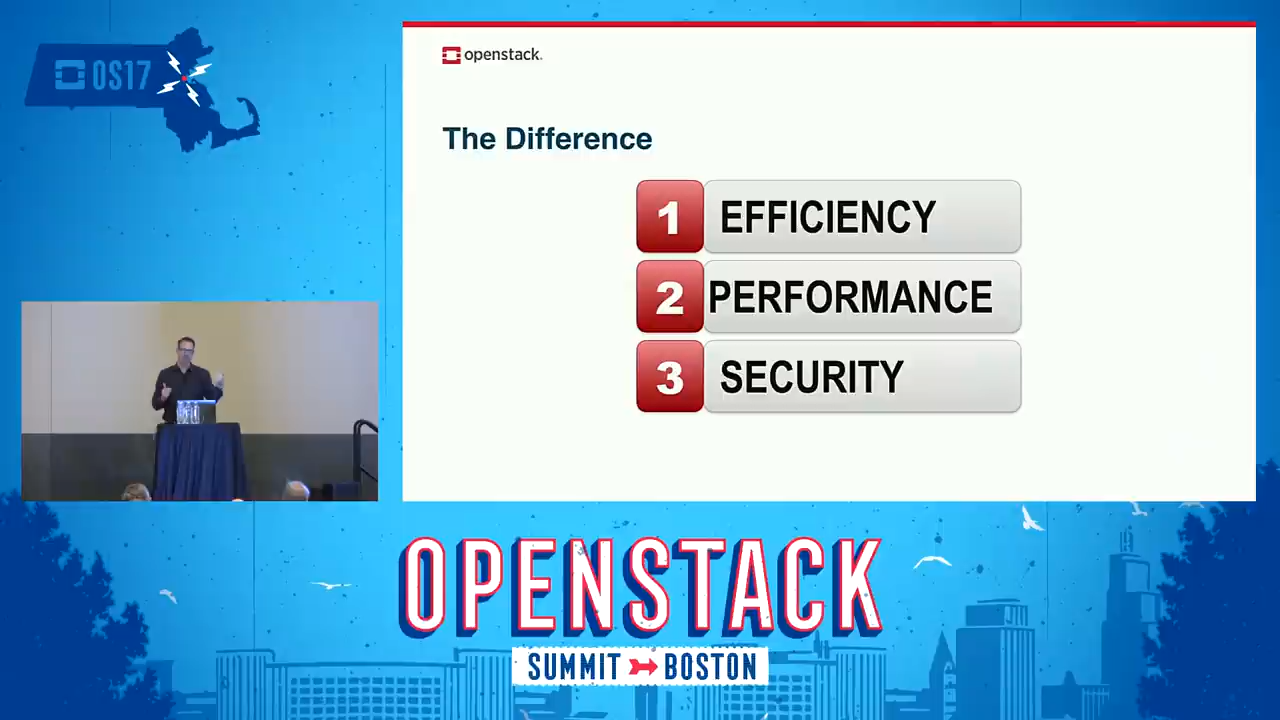 OS17
openstack.
The Difference
1 EFFICIENCY
2 PERFORMANCE
3 SECURITY
OPENSTACK
SUMMIT BOSTON